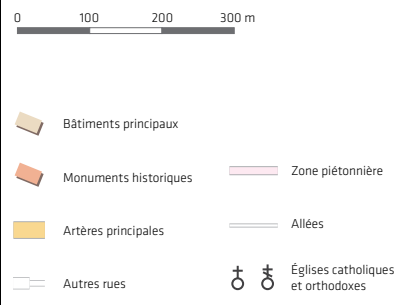 0 100 200 300 m
Bâtiments principaux
Monuments historiques
Artères principales
Autres rues
Zone piétonnière
Allées
Églises catholiques
et orthodoxes